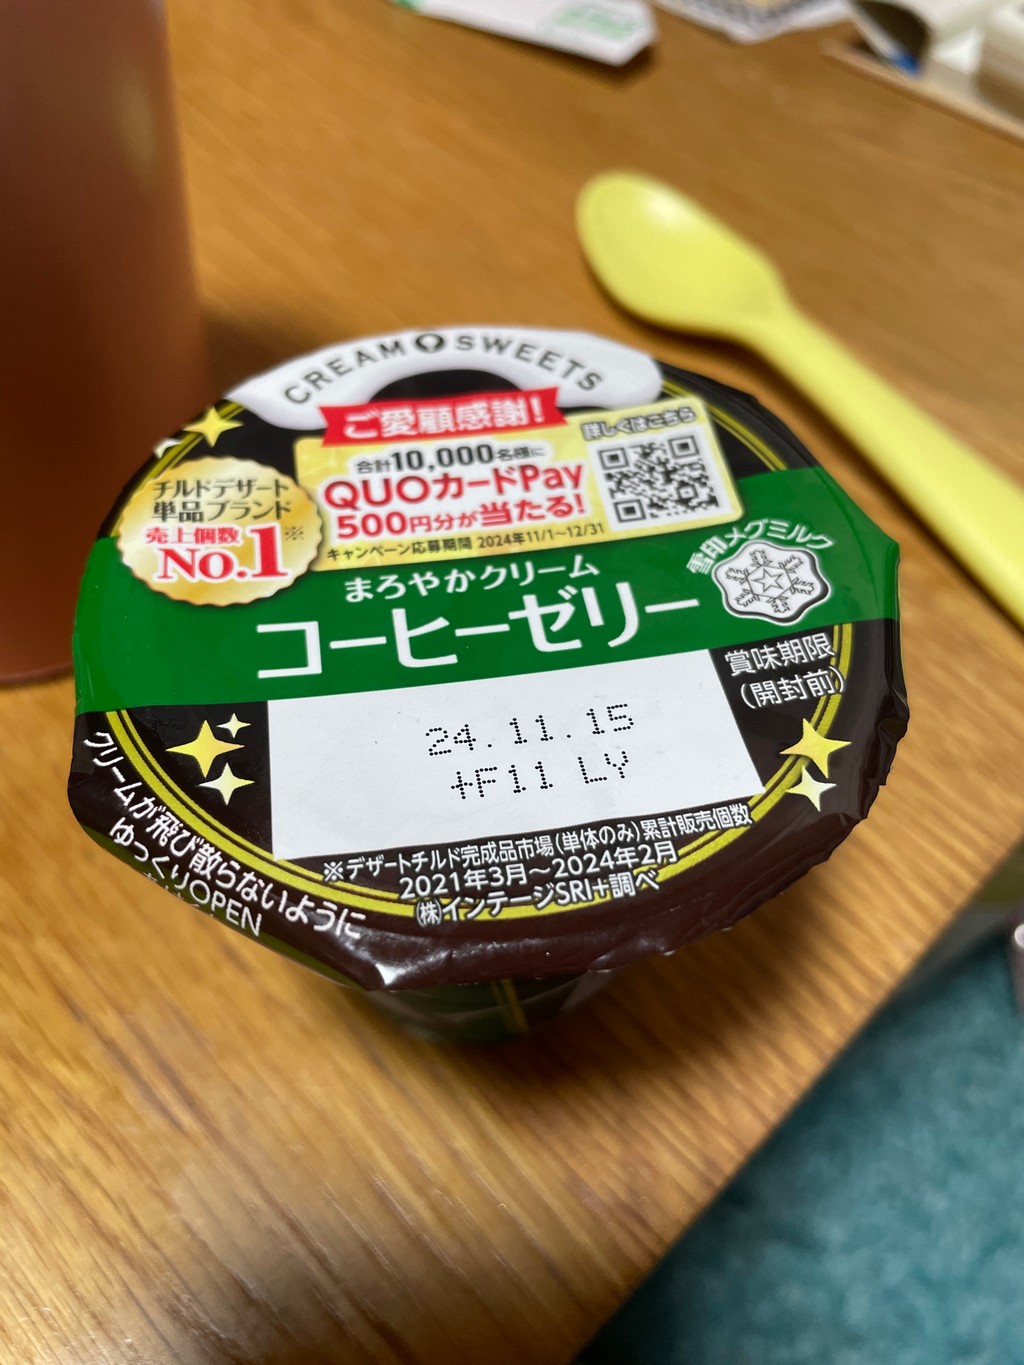 CREAM SWEETS
ご愛顧感謝!
合計10,000名様に
QUOカードPay
500円分が当たる!
キャンペーン応募期間 2024年11/1~12/31
詳しくはこちら
チルドデザート
単品ブランド
売上個数※
No.1
雪印メグミルク
まろやかクリーム
コーヒーゼリー
賞味期限
(開封前)
24.11.15
+F11 LY
※デザートチルド完成品市場(単体のみ)累計販売個数
2021年3月~2024年2月
㈱インテージSRI+調べ
クリームが飛び散らないように
ゆっくりOPEN